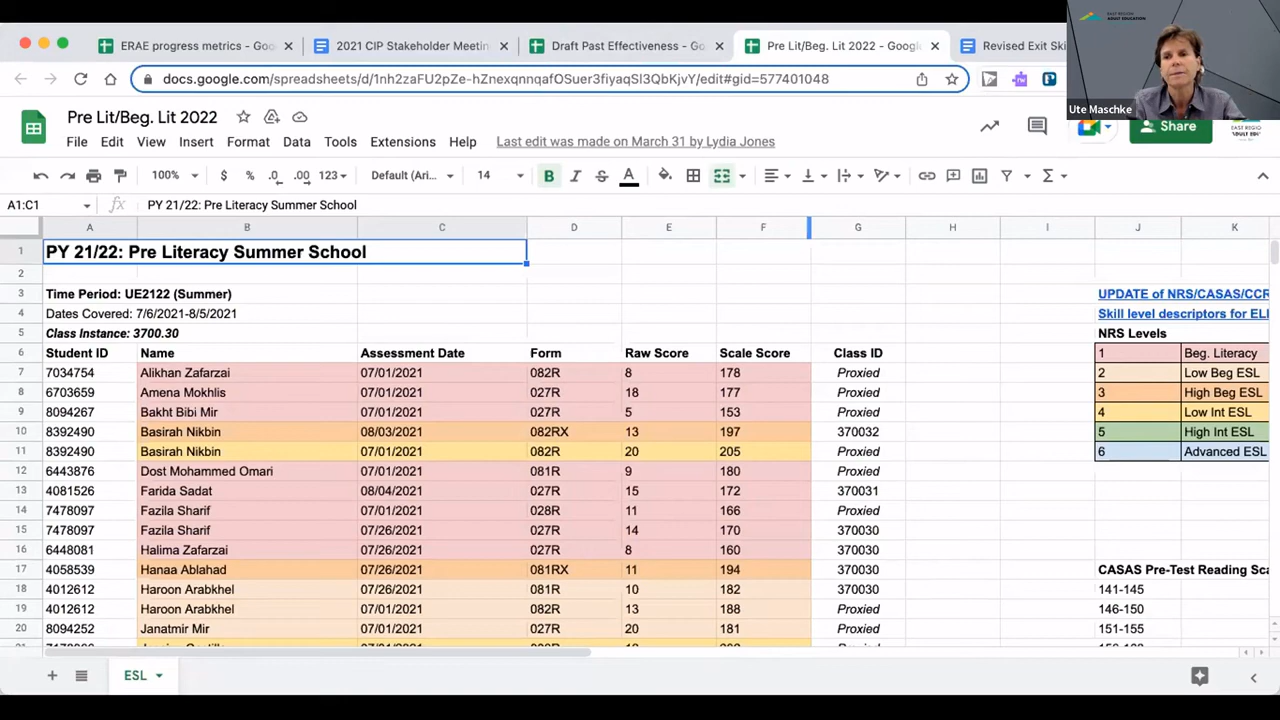 EAST REGION
ADULT EDUCATION
Ute Maschke
ERAE progress metrics - Goo
2021 CIP Stakeholder Meetin
Draft Past Effectiveness - Go
Pre Lit/Beg. Lit 2022 - Google
Revised Exit Ski
docs.google.com/spreadsheets/d/1nh2zaFU2pZe-hZnexqnnqafOSuer3fiyaqSl3QbKjvY/edit#gid=577401048
Pre Lit/Beg. Lit 2022
File Edit View Insert Format Data Tools Extensions Help Last edit was made on March 31 by Lydia Jones
Share
100% $ % .0 .00 123 Default (Ari... 14 B I S A
A1:C1 fx PY 21/22: Pre Literacy Summer School
A B C D E F G H I J K
1 PY 21/22: Pre Literacy Summer School
2
3 Time Period: UE2122 (Summer) UPDATE of NRS/CASAS/CCR
4 Dates Covered: 7/6/2021-8/5/2021 Skill level descriptors for ELL
5 Class Instance: 3700.30 NRS Levels
6 Student ID Name Assessment Date Form Raw Score Scale Score Class ID 1 Beg. Literacy
7 7034754 Alikhan Zafarzai 07/01/2021 082R 8 178 Proxied 2 Low Beg ESL
8 6703659 Amena Mokhlis 07/01/2021 027R 18 177 Proxied 3 High Beg ESL
9 8094267 Bakht Bibi Mir 07/01/2021 027R 5 153 Proxied 4 Low Int ESL
10 8392490 Basirah Nikbin 08/03/2021 082RX 13 197 370032 5 High Int ESL
11 8392490 Basirah Nikbin 07/01/2021 082R 20 205 Proxied 6 Advanced ESL
12 6443876 Dost Mohammed Omari 07/01/2021 081R 9 180 Proxied
13 4081526 Farida Sadat 08/04/2021 027R 15 172 370031
14 7478097 Fazila Sharif 07/01/2021 028R 11 166 Proxied
15 7478097 Fazila Sharif 07/26/2021 027R 14 170 370030
16 6448081 Halima Zafarzai 07/26/2021 027R 8 160 370030
17 4058539 Hanaa Ablahad 07/26/2021 081RX 11 194 370030 CASAS Pre-Test Reading Sca
18 4012612 Haroon Arabkhel 07/26/2021 081R 10 182 370030 141-145
19 4012612 Haroon Arabkhel 07/01/2021 082R 13 188 Proxied 146-150
20 8094252 Janatmir Mir 07/01/2021 027R 20 181 Proxied 151-155
ESL